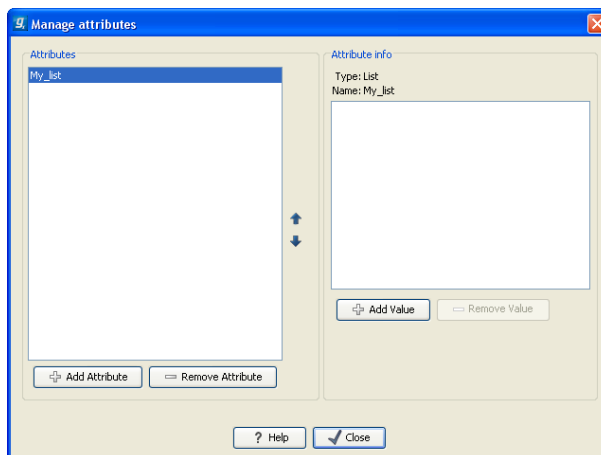 Manage attributes
Attributes
My_list
Add Attribute
Remove Attribute
Attribute info
Type: List
Name: My_list
Add Value
Remove Value
? Help
Close